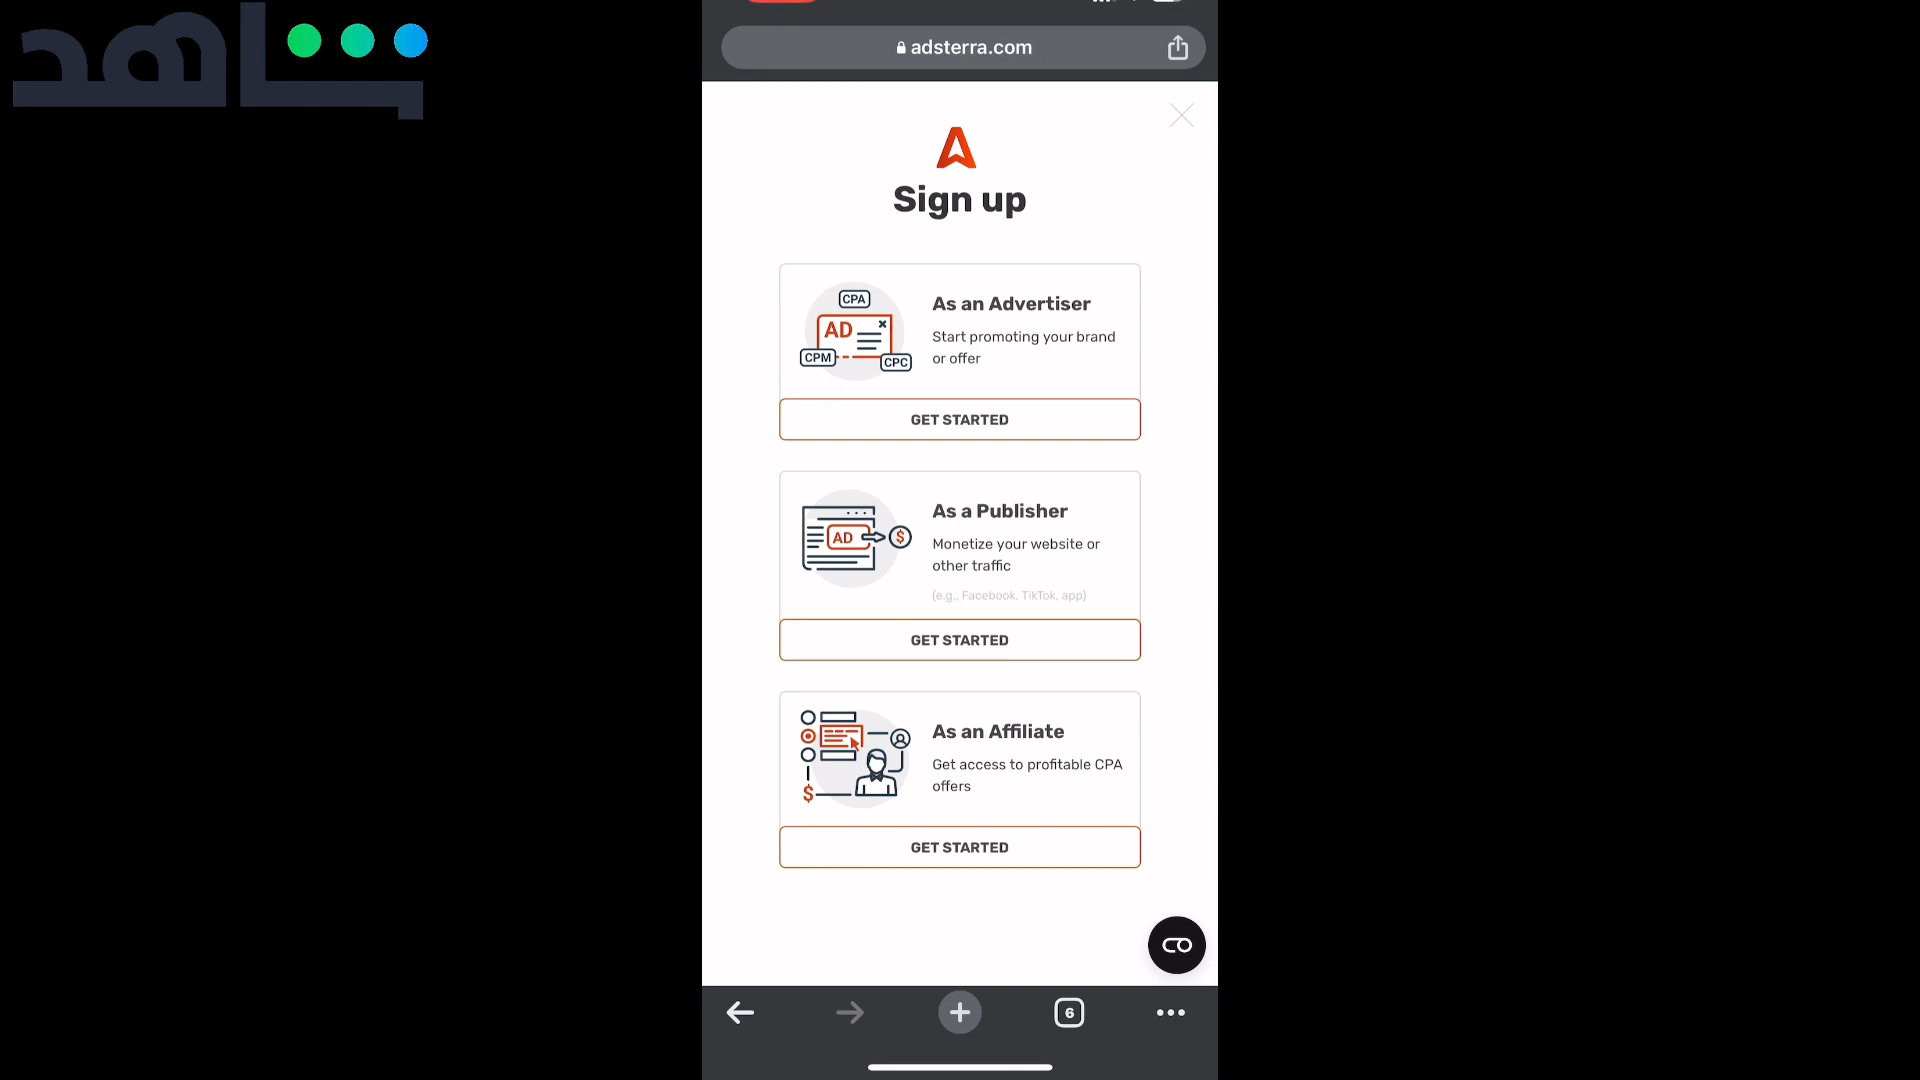 شاهد
adsterra.com
Sign up
CPA
AD
CPM
CPC
As an Advertiser
Start promoting your brand
or offer
GET STARTED
AD
$
As a Publisher
Monetize your website or
other traffic
(e.g., Facebook, TikTok, app)
GET STARTED
$
As an Affiliate
Get access to profitable CPA
offers
GET STARTED
6